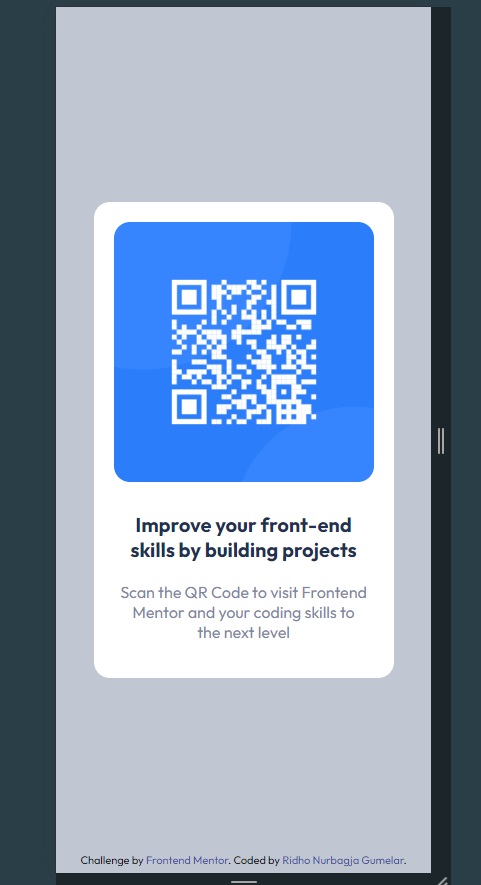 Improve your front-end
skills by building projects
Scan the QR Code to visit Frontend
Mentor and your coding skills to
the next level
Challenge by Frontend Mentor. Coded by Ridho Nurbagja Gumelar.